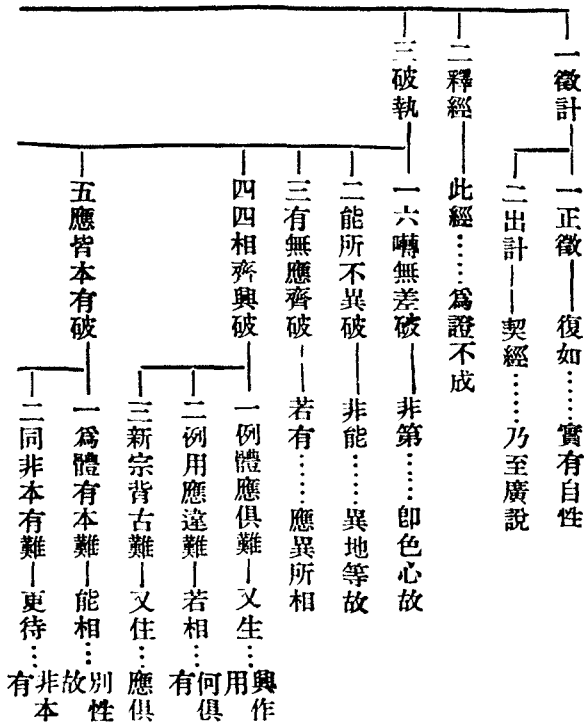 一徵計
一正徵——復如……實有自性
二出計——契經……乃至廣說
二釋經——此經……爲證不成
三破執
一六囀無差破——非第……卽色心故
二能所不異破——非能……異地等故
三有無應齊破——若有……應異所相
四四相齊興破
一例體應俱難—又生…興作用
二例用應違難—若相…何俱有
三新宗背古難—又住…應俱
五應皆本有破
一爲體有本難—能相…別性故
二同非本有難—更待…非本有